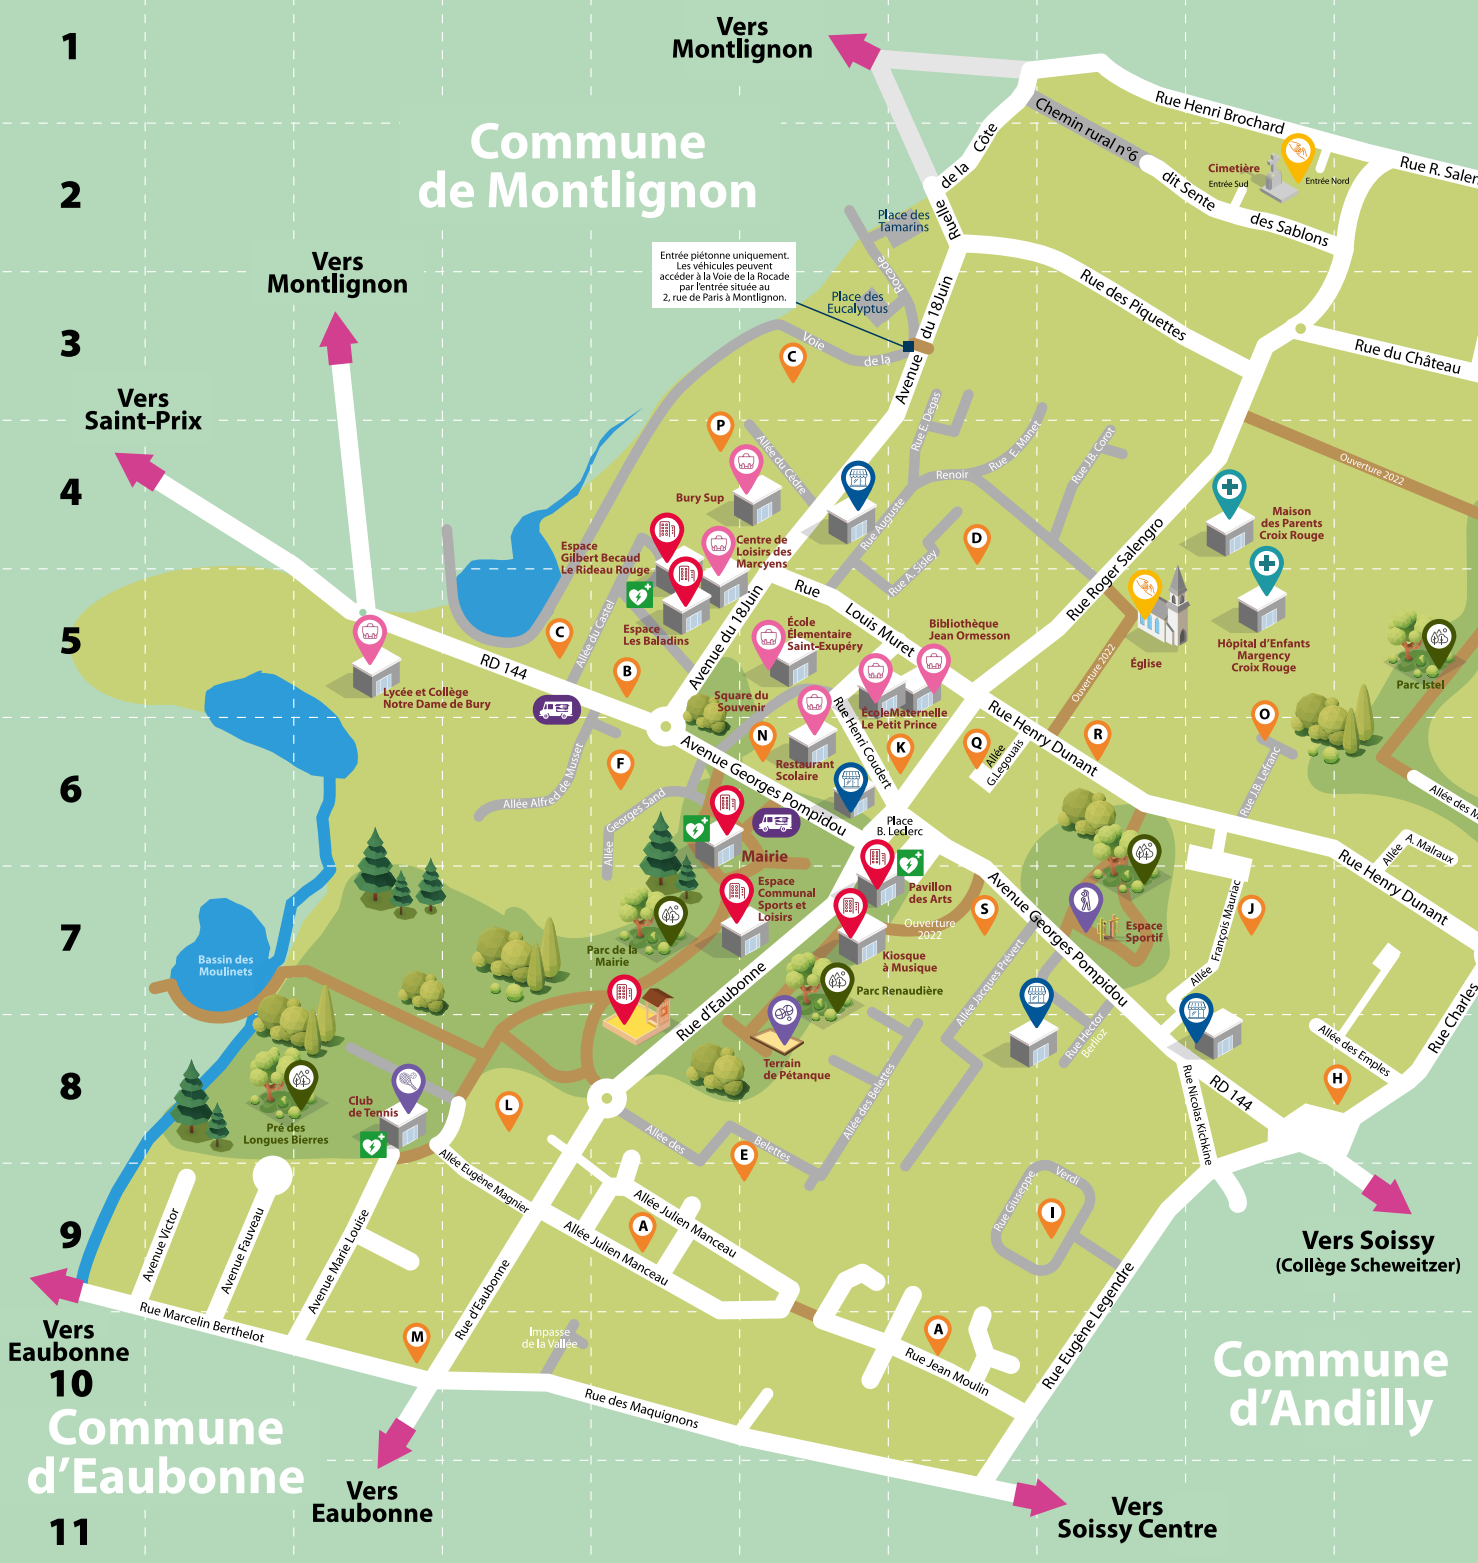 1
Vers
Montlignon
Rue Henri Brochard
Chemin rural n°6
Côte
de la
Ruelle
Commune
de Montlignon
2
Cimetière
Entrée Sud
Entrée Nord
Rue R. Salen
dit Sente
des Sablons
Place des
Tamarins
Rocade
Entrée piétonne uniquement.
Les véhicules peuvent
accéder à la Voie de la Rocade
par l'entrée située au
2, rue de Paris à Montlignon.
Vers
Montlignon
Place des
Eucalyptus
Rue des Piquettes
du 18Juin
Avenue
3
Voie
de la
C
Rue du Château
Vers
Saint-Prix
P
Allée du Cèdre
Rue E. Degas
Rue E. Manet
Rue J.B. Corot
Renoir
Rue Auguste
Ouverture 2022
4
Bury Sup
Maison
des Parents
Croix Rouge
Espace
Gilbert Becaud
Le Rideau Rouge
Centre de
Loisirs des
Marcyens
D
Rue A. Sisley
Rue Roger Salengro
Rue
Louis Muret
Avenue du 18Juin
5
Allée du Castel
C
Espace
Les Baladins
École
Élementaire
Saint-Exupéry
Bibliothèque
Jean Ormesson
Église
Hôpital d'Enfants
Margency
Croix Rouge
Parc Istel
RD 144
B
Lycée et Collège
Notre Dame de Bury
Square du
Souvenir
ÉcoleMaternelle
Le Petit Prince
Ouverture 2022
Rue Henri Coudert
Rue Henry Dunant
N
K
Q
R
O
Restaurant
Scolaire
Allée
G.Legouais
Avenue Georges Pompidou
F
6
Allée Alfred de Musset
Georges Sand
Allée
Rue J.B. Lefranc
Allée des M
Place
B. Leclerc
Mairie
Allée
A. Malraux
Rue Henry Dunant
Espace
Communal
Sports et
Loisirs
Pavillon
des Arts
Avenue Georges Pompidou
S
Ouverture
2022
Espace
Sportif
Allée
François Mauriac
J
7
Bassin des
Moulinets
Parc de la
Mairie
Kiosque
à Musique
Parc Renaudière
Rue d'Eaubonne
Allée Jacques Prévert
Rue Hector
Berlioz
Rue Charles
Allée des Emples
8
Terrain
de Pétanque
Allée des Belettes
Rue Nicolas Kichkine
RD 144
H
Club
de Tennis
Pré des
Longues Bierres
L
Allée des
Belettes
E
9
Allée Eugène Magnier
Allée Julien Manceau
Allée Julien Manceau
A
Rue Giuseppe
Verdi
I
Avenue Victor
Avenue Fauveau
Avenue Marie Louise
Vers Soissy
(Collège Scheweitzer)
Rue Eugène Legendre
Rue d'Eaubonne
Rue Marcelin Berthelot
Vers
Eaubonne
M
Impasse
de la Vallée
A
Rue Jean Moulin
10
Commune
d'Andilly
Rue des Maquignons
Commune
d'Eaubonne
Vers
Eaubonne
Vers
Soissy Centre
11